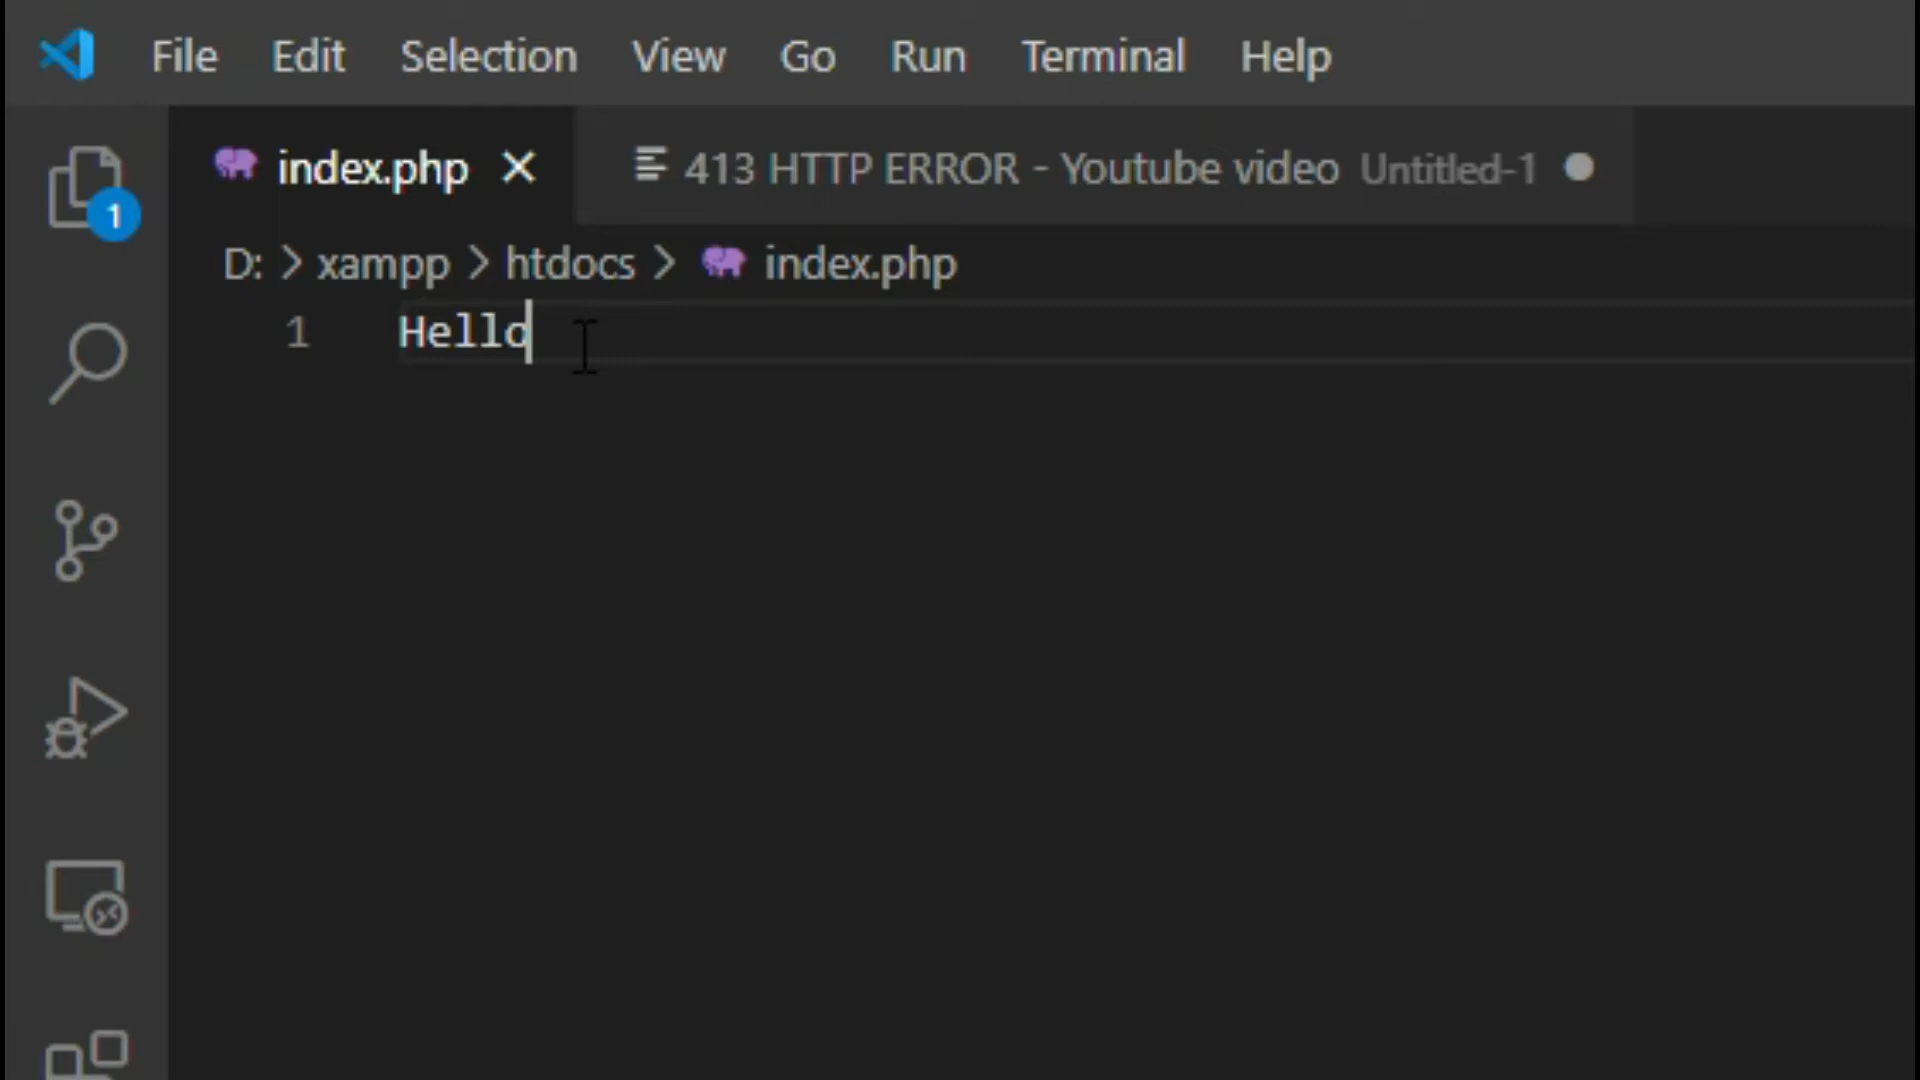 File Edit Selection View Go Run Terminal Help
index.php 413 HTTP ERROR - Youtube video Untitled-1
1
D: > xampp > htdocs > index.php
1 Hello